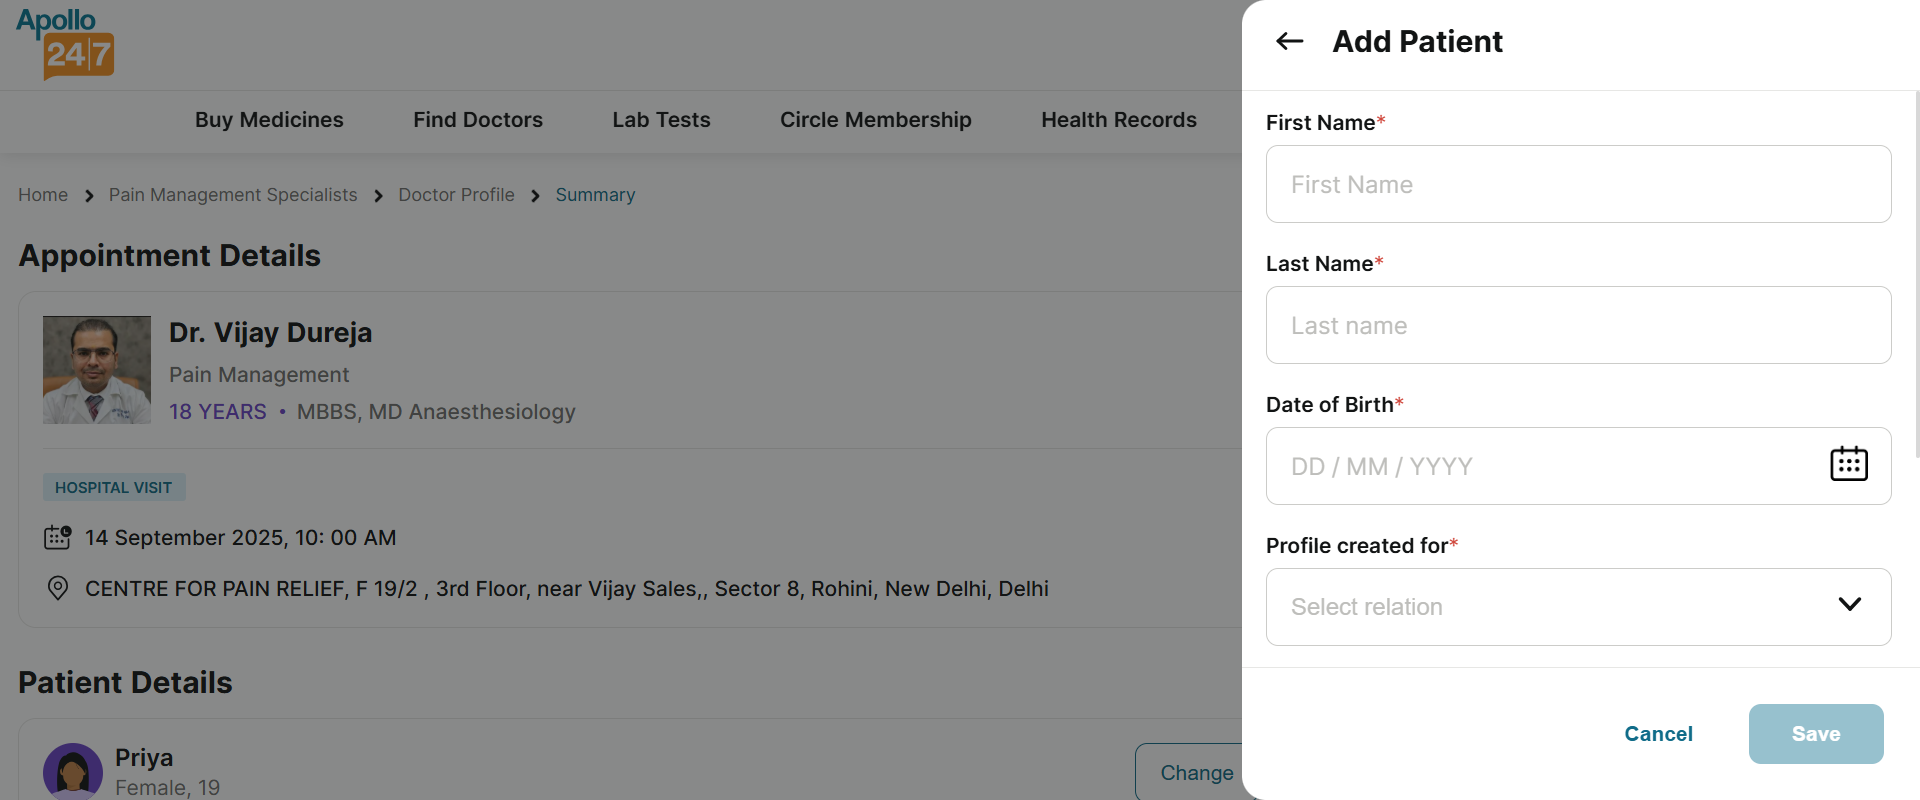 Apollo
24|7
Buy Medicines
Find Doctors
Lab Tests
Circle Membership
Health Records
Home
Pain Management Specialists
Doctor Profile
Summary
Appointment Details
Dr. Vijay Dureja
Pain Management
18 YEARS • MBBS, MD Anaesthesiology
HOSPITAL VISIT
14 September 2025, 10: 00 AM
CENTRE FOR PAIN RELIEF, F 19/2 , 3rd Floor, near Vijay Sales,, Sector 8, Rohini, New Delhi, Delhi
Patient Details
Priya
Female, 19
Change
Add Patient
First Name*
First Name
Last Name*
Last name
Date of Birth*
DD / MM / YYYY
Profile created for*
Select relation
Cancel
Save